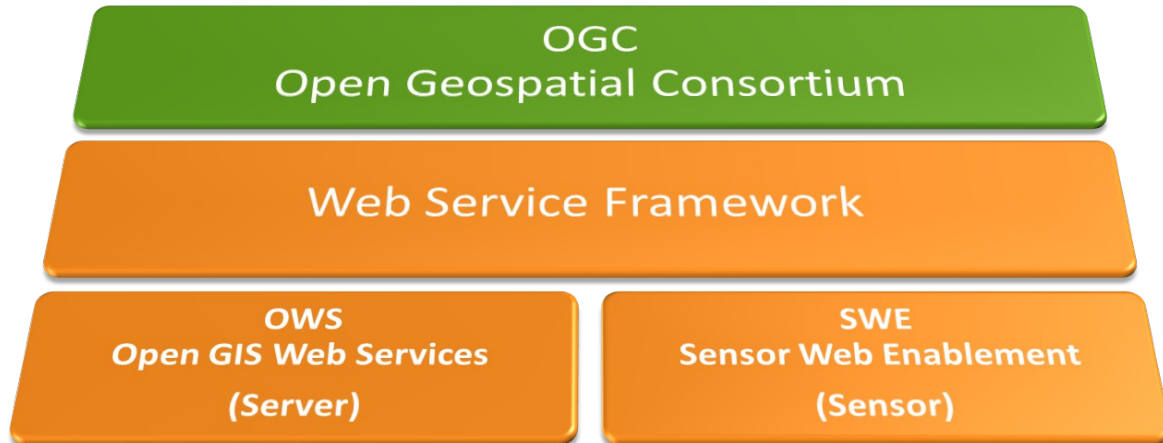 OGC
Open Geospatial Consortium
Web Service Framework
OWS
Open GIS Web Services
(Server)
SWE
Sensor Web Enablement
(Sensor)